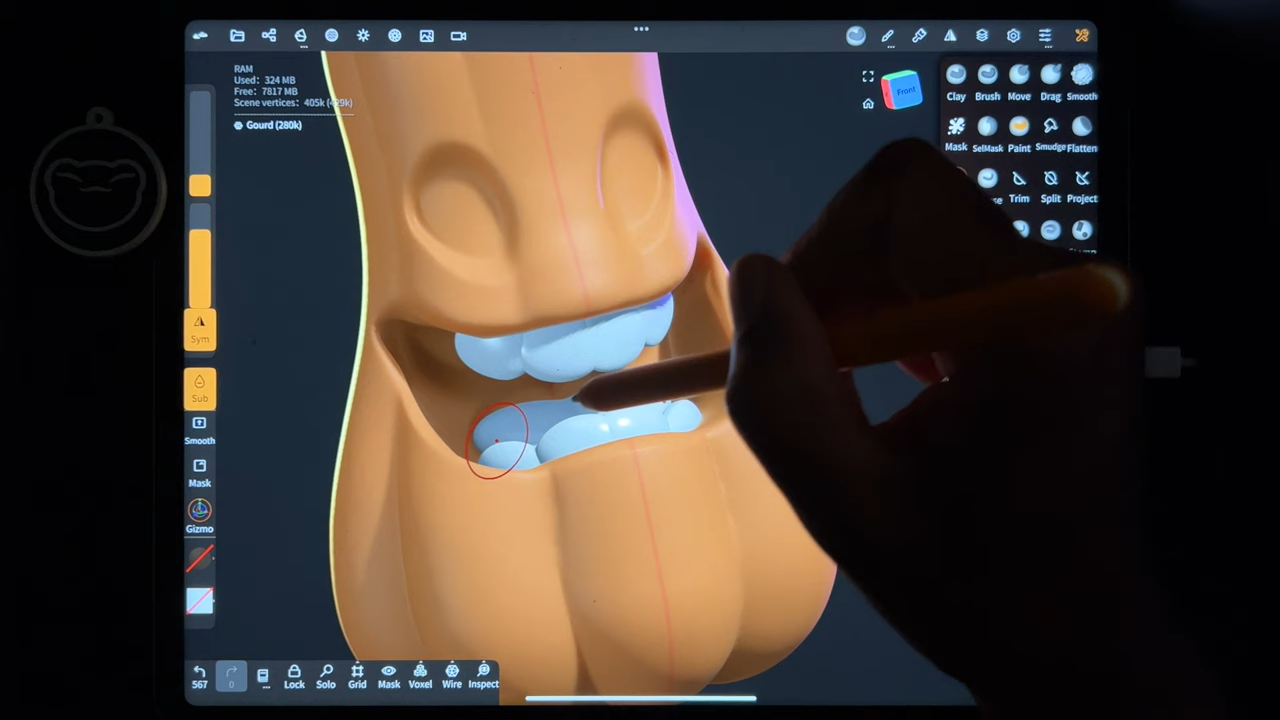 RAM
Used: 324 MB
Free: 7817 MB
Scene vertices: 405k
Gourd (280k)
Front
Clay Brush Move Drag Smooth
Mask SelMask Paint Smudge Flatten
Trim Split Project
Sym
Sub
Smooth
Mask
Gizmo
567 0 Lock Solo Grid Mask Voxel Wire Inspect